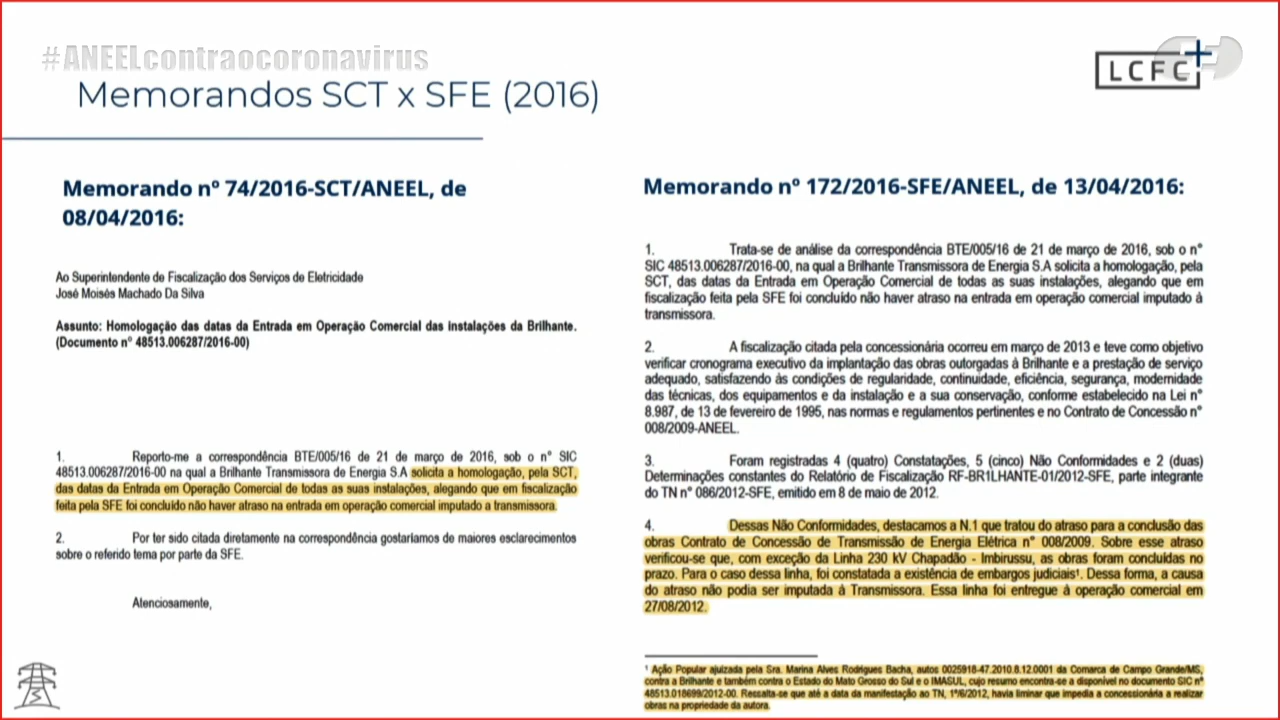 #ANEELcontraocoronavirus
Memorandos SCT x SFE (2016)
LCFC
Memorando nº 74/2016-SCT/ANEEL, de
08/04/2016:
Ao Superintendente de Fiscalização dos Serviços de Eletricidade
José Moisés Machado Da Silva
Assunto: Homologação das datas da Entrada em Operação Comercial das Instalações da Brilhante.
(Documento nº 48513.006287/2016-00)
1. Reporto-me a correspondência BTE/005/16 de 21 de março de 2016, sob o nº SIC
48513.006287/2016-00 na qual a Brilhante Transmissora de Energia S.A solicita a homologação, pela SCT,
das datas da Entrada em Operação Comercial de todas as suas instalações, alegando que em fiscalização
feita pela SFE foi concluído não haver atraso na entrada em operação comercial imputado a transmissora.
2. Por ter sido citada diretamente na correspondência gostaríamos de maiores esclarecimentos
sobre o referido tema por parte da SFE.
Atenciosamente,
Memorando nº 172/2016-SFE/ANEEL, de 13/04/2016:
1. Trata-se de análise da correspondência BTE/005/16 de 21 de março de 2016, sob o nº
SIC 48513.006287/2016-00, na qual a Brilhante Transmissora de Energia S.A solicita a homologação, pela
SCT, das datas da Entrada em Operação Comercial de todas as suas instalações, alegando que em
fiscalização feita pela SFE foi concluído não haver atraso na entrada em operação comercial imputado à
transmissora.
2. A fiscalização citada pela concessionária ocorreu em março de 2013 e teve como objetivo
verificar cronograma executivo da implantação das obras outorgadas à Brilhante e a prestação de serviço
adequado, satisfazendo às condições de regularidade, continuidade, eficiência, segurança, modernidade
das técnicas, dos equipamentos e da instalação e a sua conservação, conforme estabelecido na Lei nº
8.987, de 13 de fevereiro de 1995, nas normas e regulamentos pertinentes e no Contrato de Concessão nº
008/2009-ANEEL.
3. Foram registradas 4 (quatro) Constatações, 5 (cinco) Não Conformidades e 2 (duas)
Determinações constantes do Relatório de Fiscalização RF-BR1LHANTE-01/2012-SFE, parte integrante
do TN nº 086/2012-SFE, emitido em 8 de maio de 2012.
4. Dessas Não Conformidades, destacamos a N.1 que tratou do atraso para a conclusão das
obras Contrato de Concessão de Transmissão de Energia Elétrica nº 008/2009. Sobre esse atraso
verificou-se que, com exceção da Linha 230 kV Chapadão - Imbirussu, as obras foram concluídas no
prazo. Para o caso dessa linha, foi constatada a existência de embargos judiciais¹. Dessa forma, a causa
do atraso não podia ser imputada à Transmissora. Essa linha foi entregue à operação comercial em
27/08/2012.
¹ Ação Popular ajuizada pela Sra. Marina Alves Rodrigues Bacha, autos 0025918-47.2010.8.12.0001 da Comarca de Campo Grande/MS,
contra a Brilhante e também contra o Estado do Mato Grosso do Sul e o IMASUL, cujo resumo encontra-se a disponível no documento SIC nº
48513.018699/2012-00. Ressalta-se que até a data da manifestação ao TN, 1º/6/2012, havia liminar que impedia a concessionária a realizar
obras na propriedade da autora.